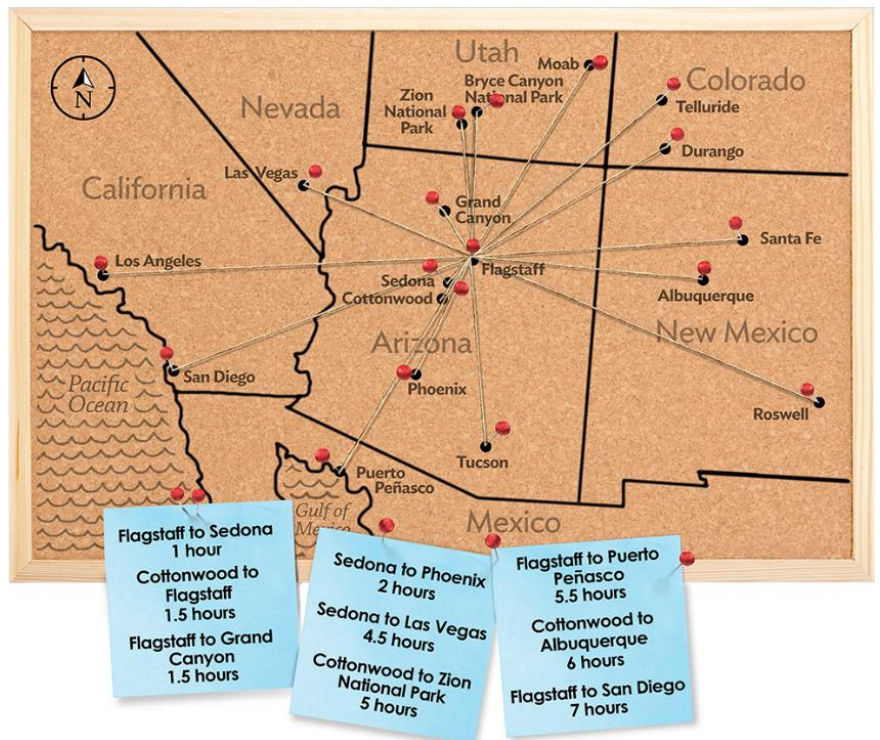 N
Utah
Moab
Bryce Canyon
National Park
Colorado
Telluride
Nevada
Zion
National
Park
Durango
Las Vegas
California
Grand
Canyon
Santa Fe
Los Angeles
Flagstaff
Sedona
Cottonwood
Albuquerque
New Mexico
Arizona
San Diego
Phoenix
Pacific
Ocean
Roswell
Tucson
Puerto
Peñasco
Gulf of
Mexico
Mexico
Flagstaff to Sedona
1 hour
Cottonwood to
Flagstaff
1.5 hours
Flagstaff to Grand
Canyon
1.5 hours
Sedona to Phoenix
2 hours
Sedona to Las Vegas
4.5 hours
Cottonwood to Zion
National Park
5 hours
Flagstaff to Puerto
Peñasco
5.5 hours
Cottonwood to
Albuquerque
6 hours
Flagstaff to San Diego
7 hours